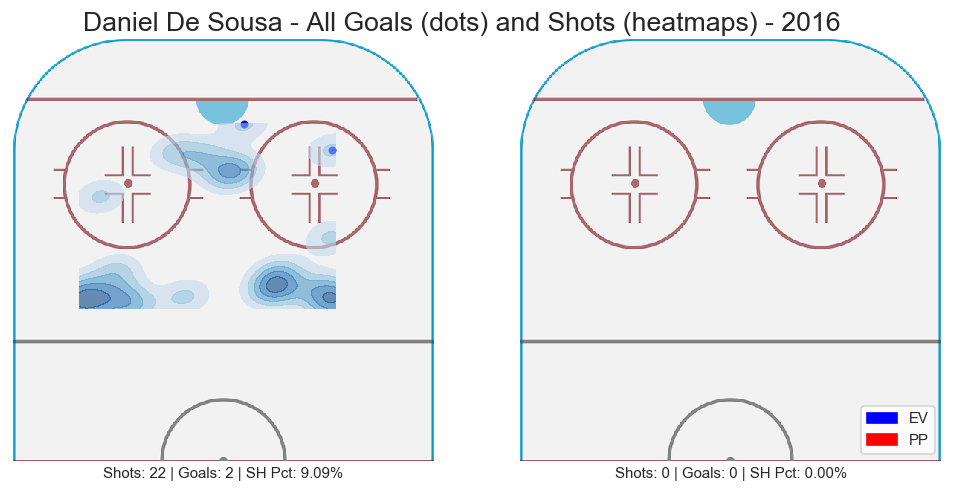 Daniel De Sousa - All Goals (dots) and Shots (heatmaps) - 2016
EV
PP
Shots: 22 | Goals: 2 | SH Pct: 9.09%
Shots: 0 | Goals: 0 | SH Pct: 0.00%